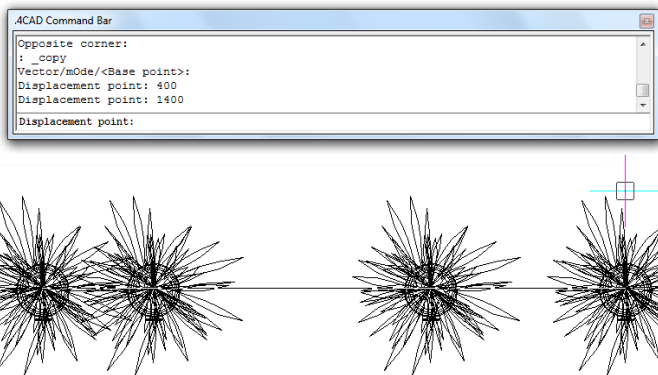 .4CAD Command Bar
Opposite corner:
: _copy
Vector/mOde/<Base point>:
Displacement point: 400
Displacement point: 1400
Displacement point: